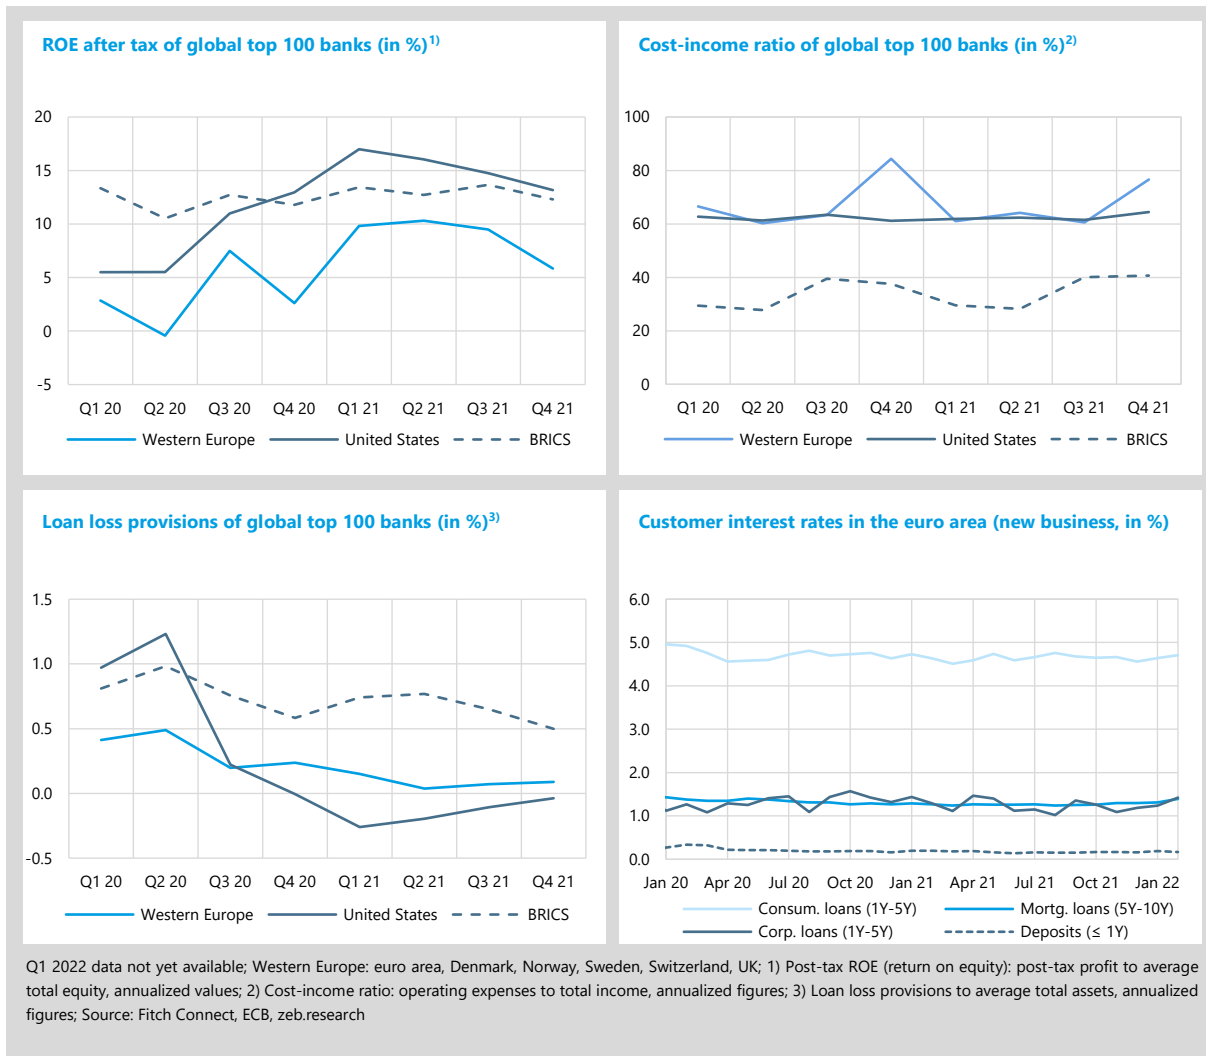 ROE after tax of global top 100 banks (in %)1)
20
15
10
5
0
-5
Q1 20 Q2 20 Q3 20 Q4 20 Q1 21 Q2 21 Q3 21 Q4 21
Western Europe United States BRICS
Cost-income ratio of global top 100 banks (in %)2)
100
80
60
40
20
0
Q1 20 Q2 20 Q3 20 Q4 20 Q1 21 Q2 21 Q3 21 Q4 21
Western Europe United States BRICS
Loan loss provisions of global top 100 banks (in %)3)
1.5
1.0
0.5
0.0
-0.5
Q1 20 Q2 20 Q3 20 Q4 20 Q1 21 Q2 21 Q3 21 Q4 21
Western Europe United States BRICS
Customer interest rates in the euro area (new business, in %)
6.0
5.0
4.0
3.0
2.0
1.0
0.0
Jan 20 Apr 20 Jul 20 Oct 20 Jan 21 Apr 21 Jul 21 Oct 21 Jan 22
Consum. loans (1Y-5Y) Mortg. loans (5Y-10Y)
Corp. loans (1Y-5Y) Deposits (≤ 1Y)
Q1 2022 data not yet available; Western Europe: euro area, Denmark, Norway, Sweden, Switzerland, UK; 1) Post-tax ROE (return on equity): post-tax profit to average
total equity, annualized values; 2) Cost-income ratio: operating expenses to total income, annualized figures; 3) Loan loss provisions to average total assets, annualized
figures; Source: Fitch Connect, ECB, zeb.research